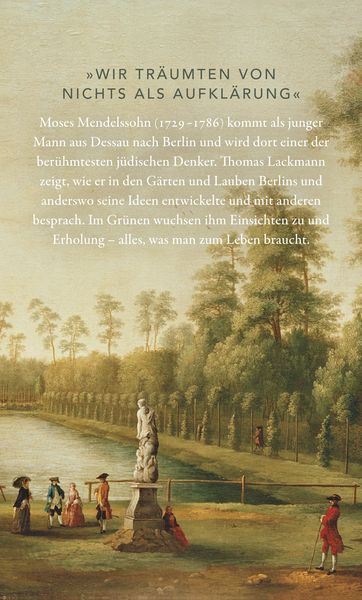 »WIR TRÄUMTEN VON
NICHTS ALS AUFKLÄRUNG«
Moses Mendelssohn (1729–1786) kommt als junger
Mann aus Dessau nach Berlin und wird dort einer der
berühmtesten jüdischen Denker. Thomas Lackmann
zeigt, wie er in den Gärten und Lauben Berlins und
anderswo seine Ideen entwickelte und mit anderen
besprach. Im Grünen wuchsen ihm Einsichten zu und
Erholung – alles, was man zum Leben braucht.